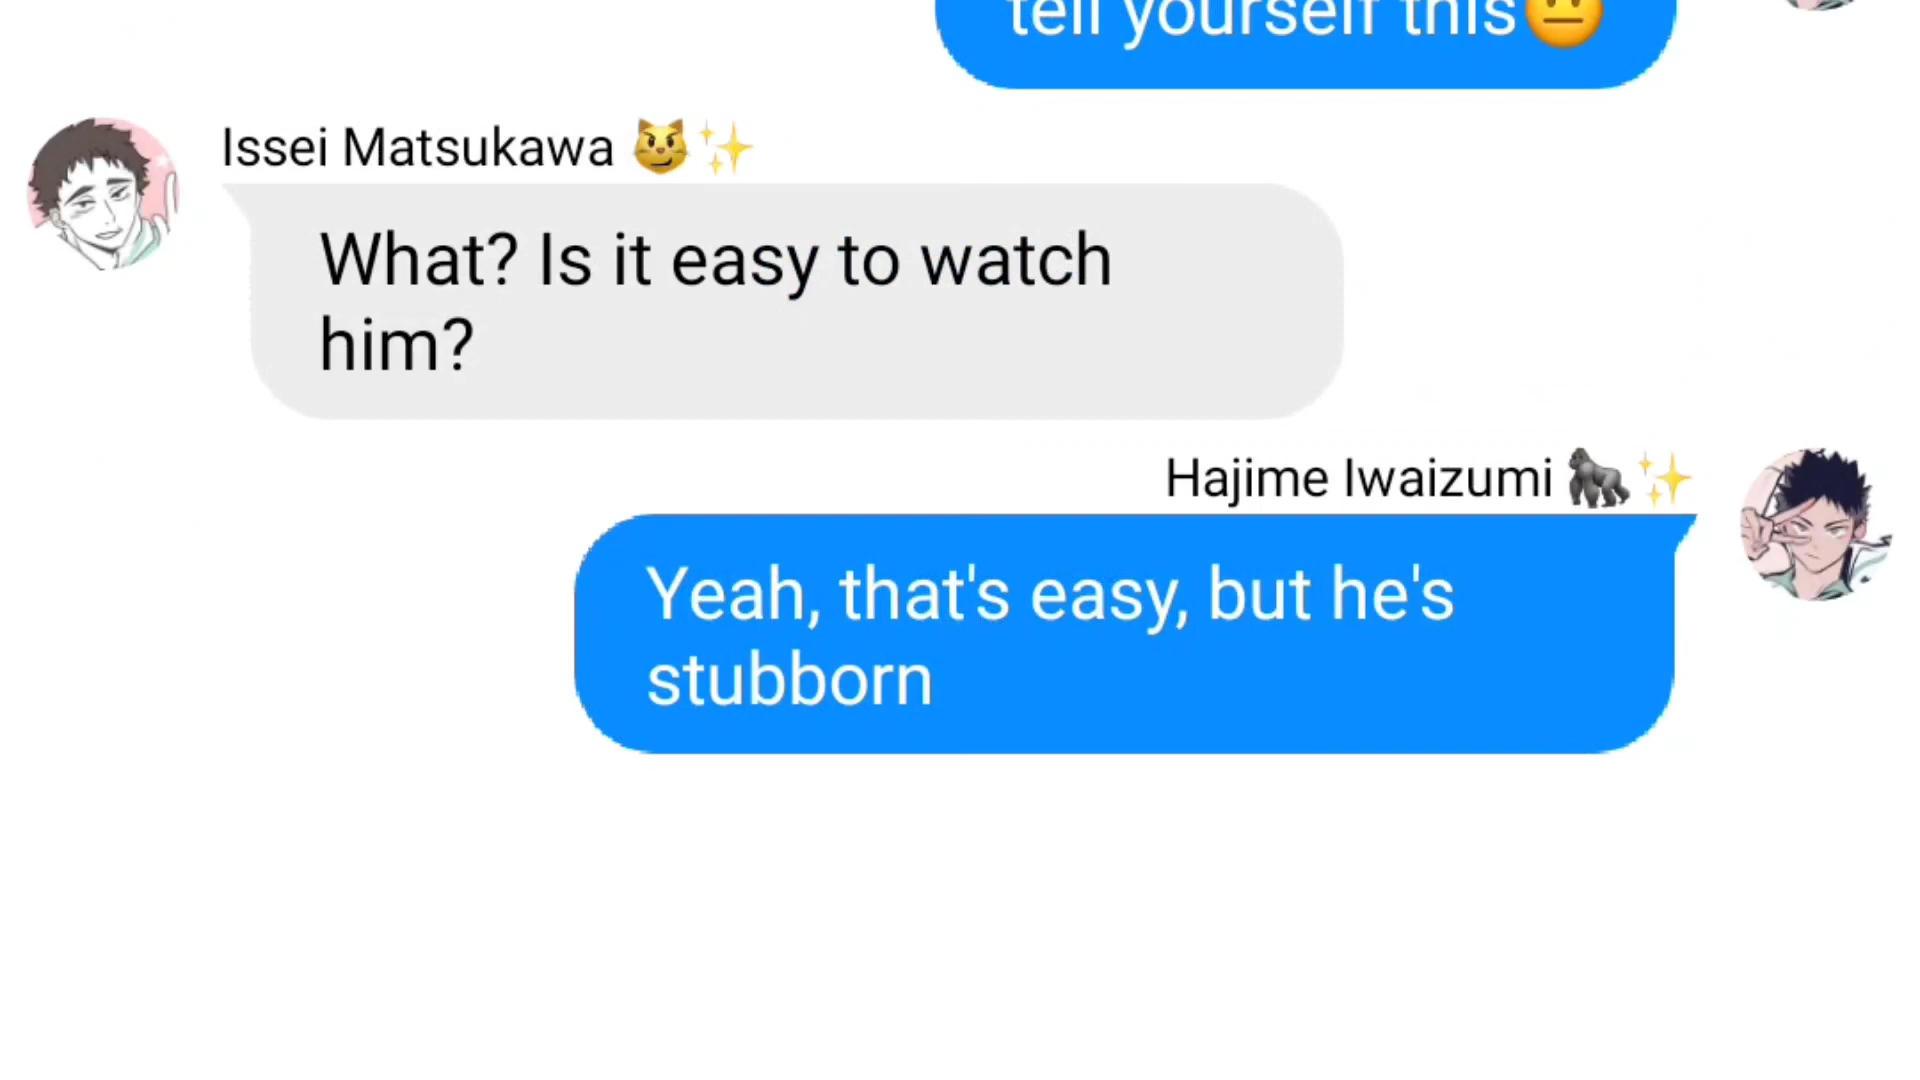 tell yourself this😐
Issei Matsukawa 😼✨
What? Is it easy to watch
him?
Hajime Iwaizumi 🦍✨
Yeah, that's easy, but he's
stubborn